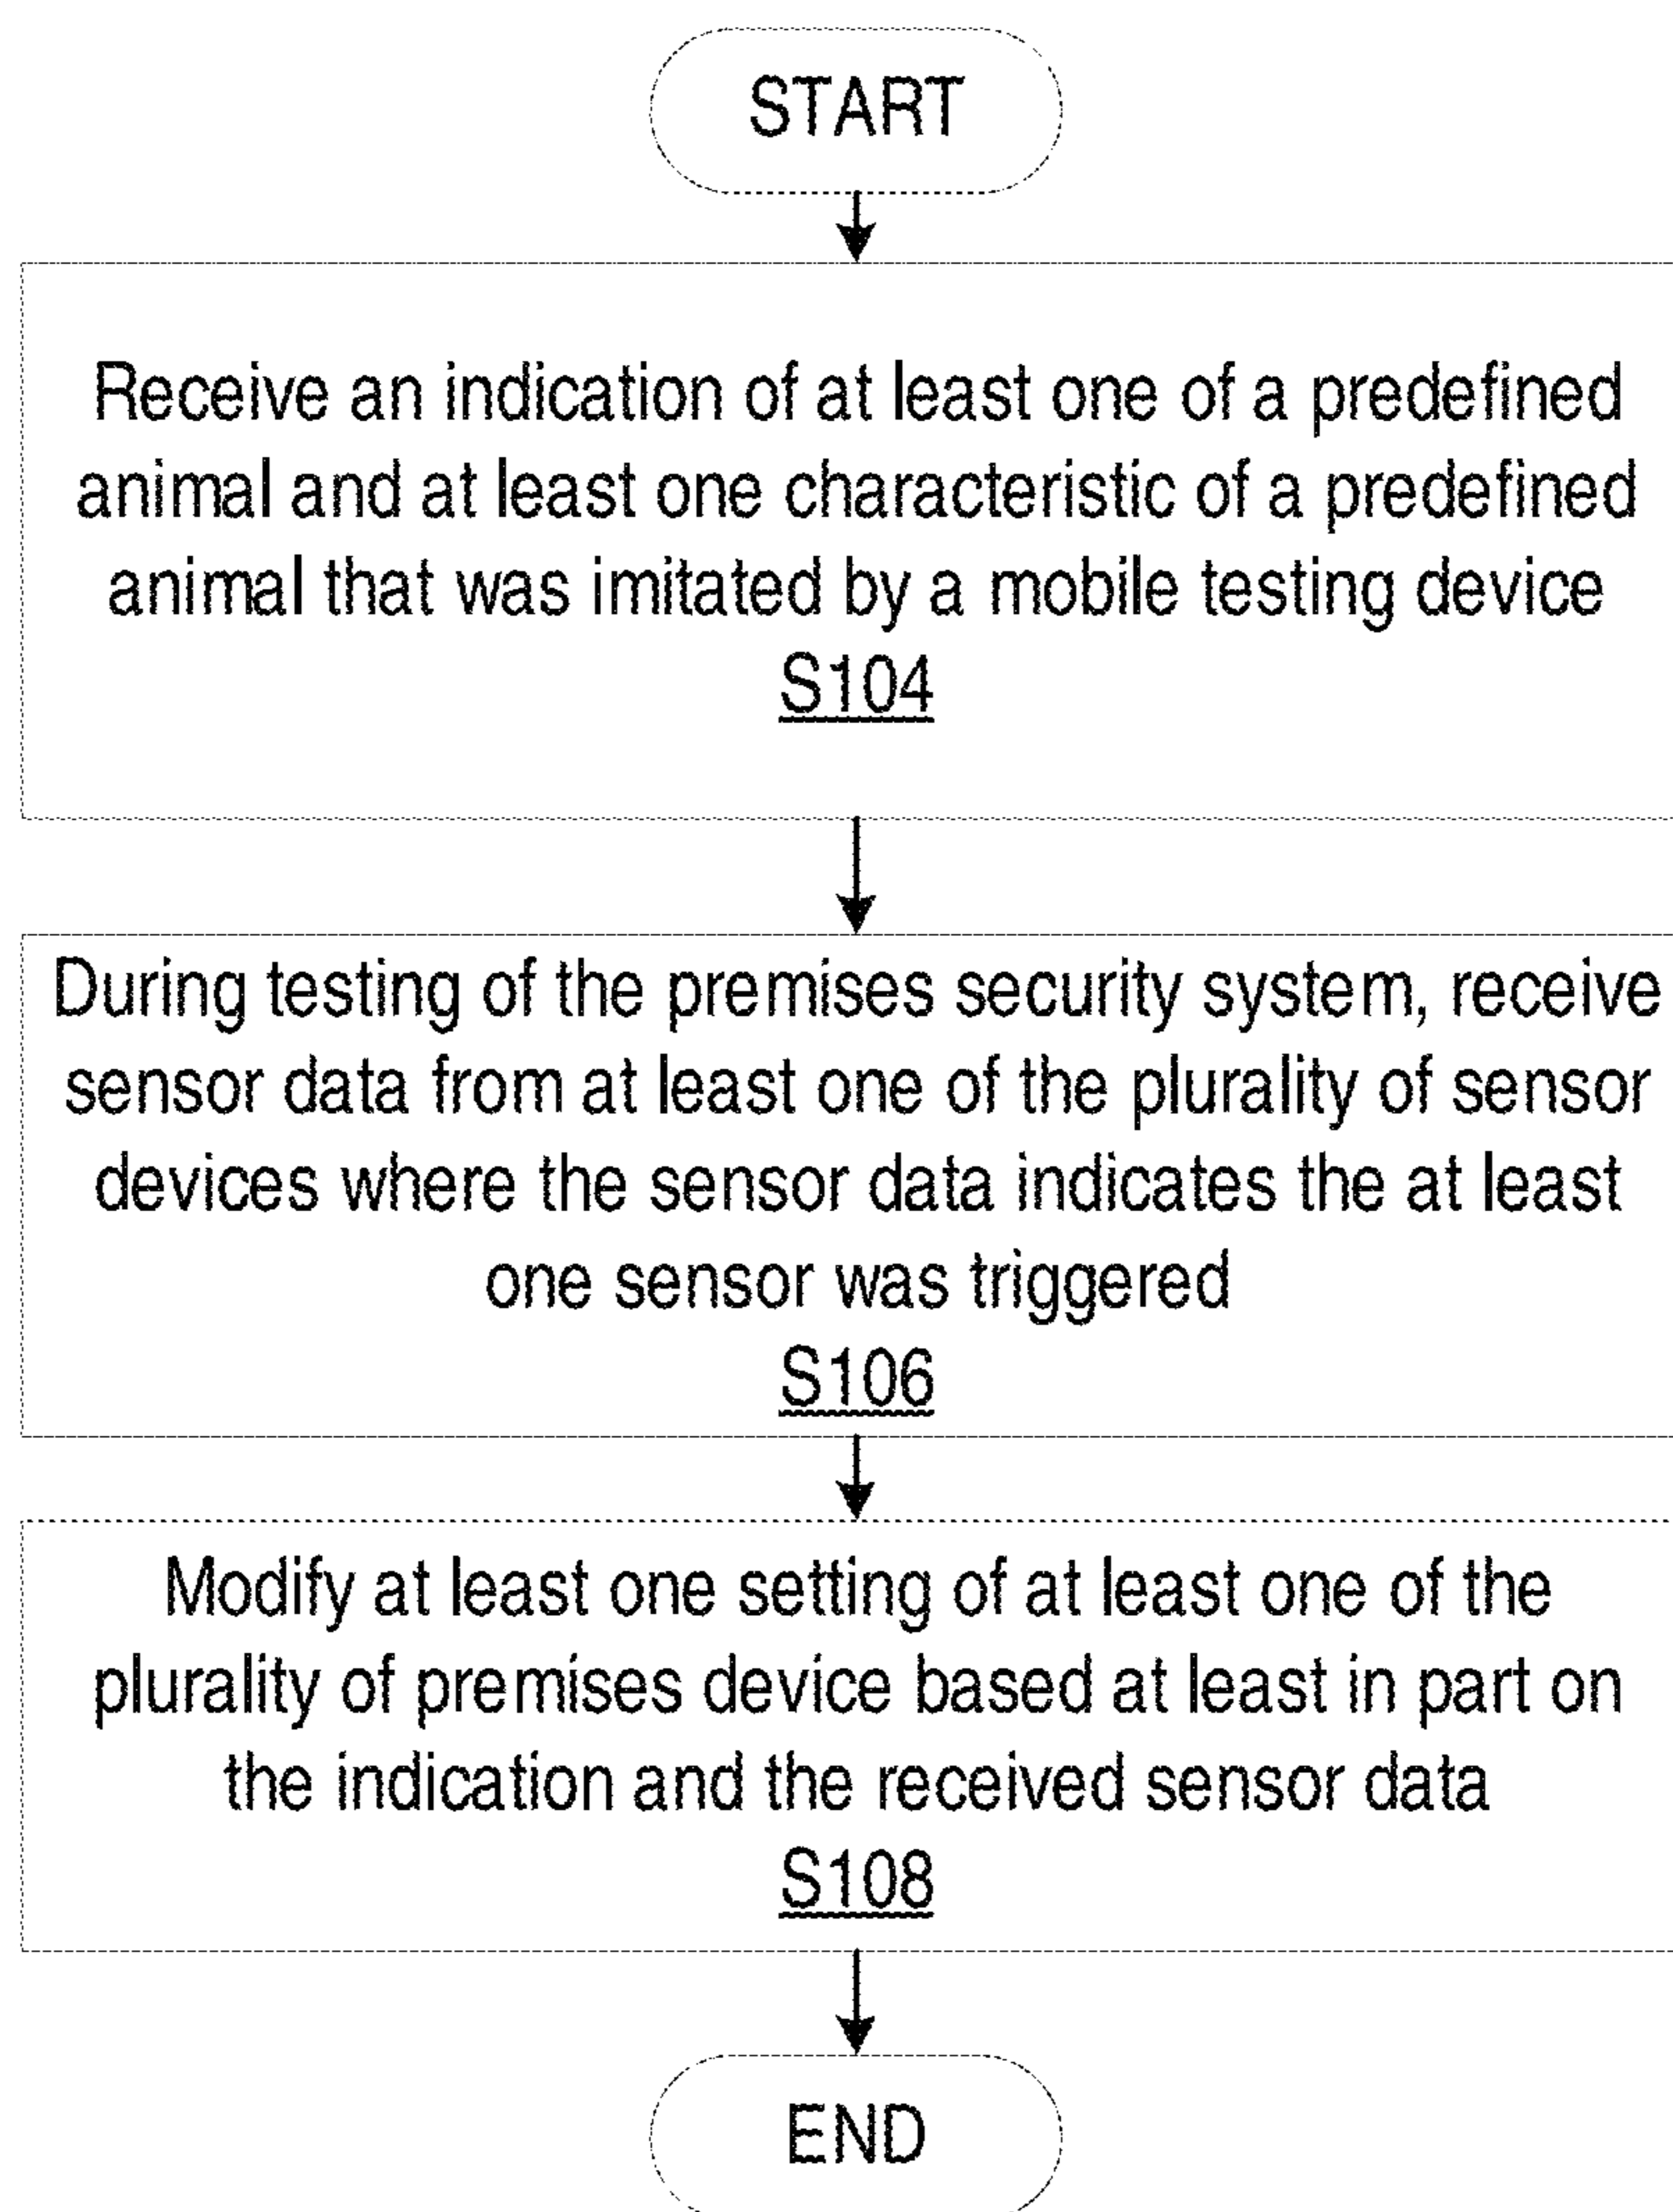 START
Receive an indication of at least one of a predefined
animal and at least one characteristic of a predefined
animal that was imitated by a mobile testing device
S104
During testing of the premises security system, receive
sensor data from at least one of the plurality of sensor
devices where the sensor data indicates the at least
one sensor was triggered
S106
Modify at least one setting of at least one of the
plurality of premises device based at least in part on
the indication and the received sensor data
S108
END